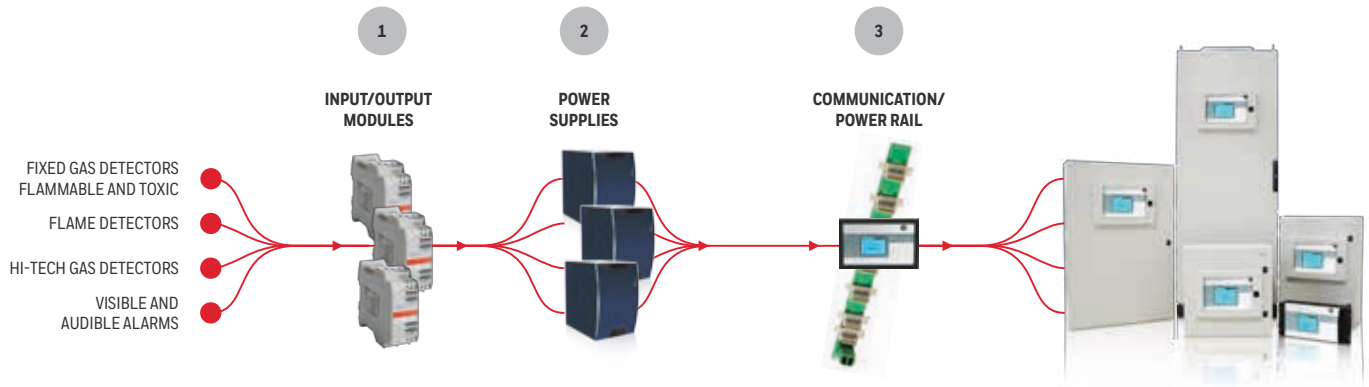 1
2
3
INPUT/OUTPUT
MODULES
POWER
SUPPLIES
COMMUNICATION/
POWER RAIL
FIXED GAS DETECTORS
FLAMMABLE AND TOXIC
FLAME DETECTORS
HI-TECH GAS DETECTORS
VISIBLE AND
AUDIBLE ALARMS